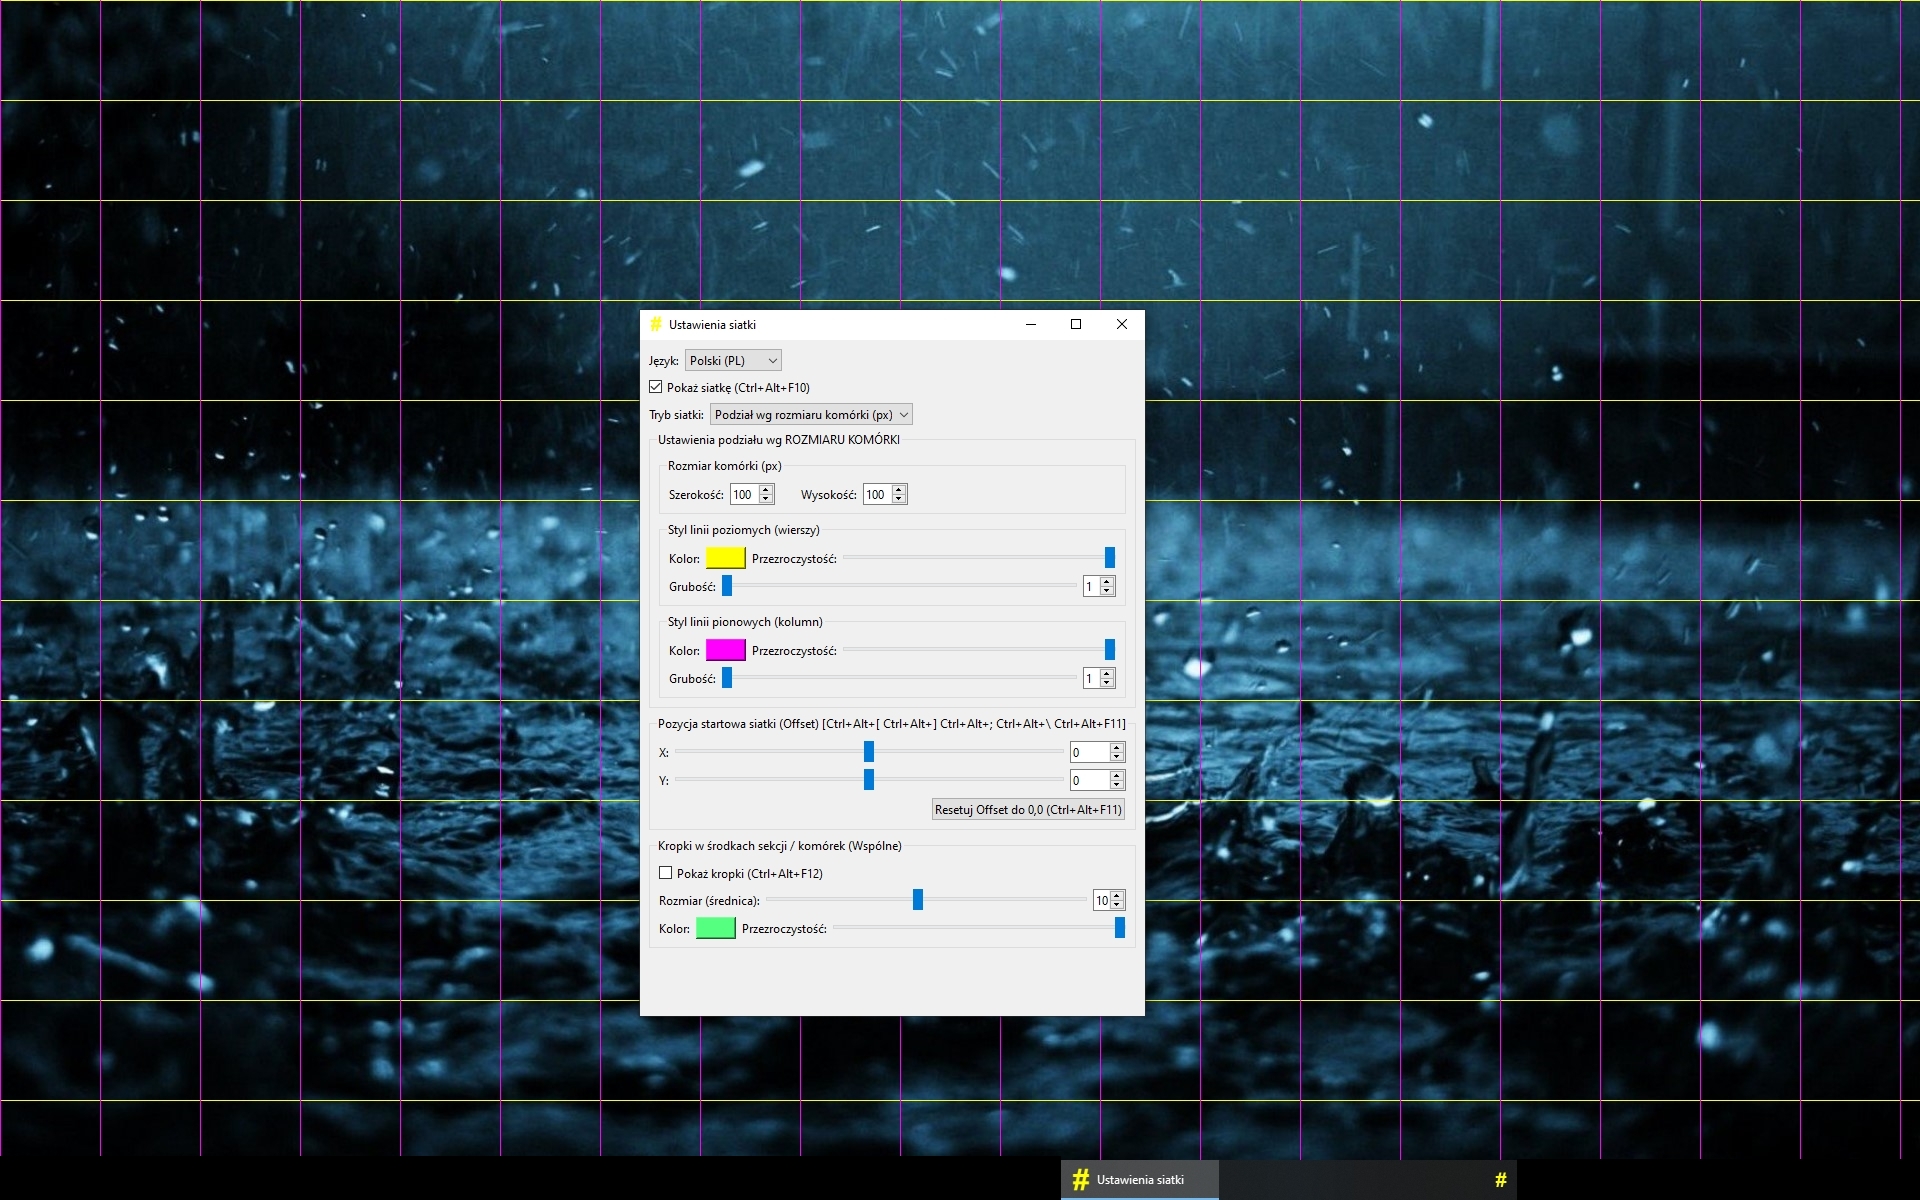 # Ustawienia siatki
Język: Polski (PL)
Pokaż siatkę (Ctrl+Alt+F10)
Tryb siatki: Podział wg rozmiaru komórki (px)
Ustawienia podziału wg ROZMIARU KOMÓRKI
Rozmiar komórki (px)
Szerokość: 100 Wysokość: 100
Styl linii poziomych (wierszy)
Kolor: Przezroczystość:
Grubość: 1
Styl linii pionowych (kolumn)
Kolor: Przezroczystość:
Grubość: 1
Pozycja startowa siatki (Offset) [Ctrl+Alt+[ Ctrl+Alt+] Ctrl+Alt+; Ctrl+Alt+\ Ctrl+Alt+F11]
X: 0
Y: 0
Resetuj Offset do 0,0 (Ctrl+Alt+F11)
Kropki w środkach sekcji / komórek (Wspólne)
Pokaż kropki (Ctrl+Alt+F12)
Rozmiar (średnica): 10
Kolor: Przezroczystość:
# Ustawienia siatki #